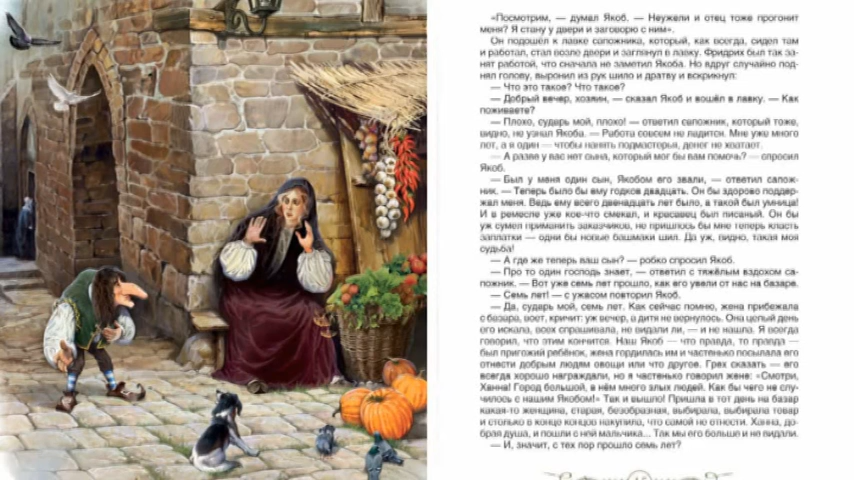 «Посмотрим, — думал Якоб. — Неужели и отец тоже прогонит
меня? Я стану у двери и заговорю с ним».
Он подошёл к лавке сапожника, который, как всегда, сидел там
и работал, стал возле двери и заглянул в лавку. Фридрих был так за-
нят работой, что сначала не заметил Якоба. Но вдруг случайно под-
нял голову, выронил из рук шило и дратву и вскрикнул:
— Что это такое? Что такое?
— Добрый вечер, хозяин, — сказал Якоб и вошёл в лавку. — Как
поживаете?
— Плохо, сударь мой, плохо! — ответил сапожник, который тоже,
видно, не узнал Якоба. — Работа совсем не ладится. Мне уже много
лет, а я один — чтобы нанять подмастерья, денег не хватает.
— А разве у вас нет сына, который мог бы вам помочь? — спросил
Якоб.
— Был у меня один сын, Якобом его звали, — ответил сапож-
ник. — Теперь было бы ему годков двадцать. Он бы здорово поддер-
жал меня. Ведь ему всего двенадцать лет было, а такой был умница!
И в ремесле уже кое-что смекал, и красавец был писаный. Он бы
уж сумел приманить заказчиков, не пришлось бы мне теперь класть
заплатки — одни бы новые башмаки шил. Да уж, видно, такая моя
судьба!
— А где же теперь ваш сын? — робко спросил Якоб.
— Про то один господь знает, — ответил с тяжёлым вздохом са-
пожник. — Вот уже семь лет прошло, как его увели от нас на базаре.
— Семь лет! — с ужасом повторил Якоб.
— Да, сударь мой, семь лет. Как сейчас помню, жена прибежала
с базара, воет, кричит: уж вечер, а дитя не вернулось. Она целый день
его искала, всех спрашивала, не видали ли, — и не нашла. Я всегда
говорил, что этим кончится. Наш Якоб — что правда, то правда —
был пригожий ребёнок, жена гордилась им и частенько посылала его
отнести добрым людям овощи или что другое. Грех сказать — его
всегда хорошо награждали, но я частенько говорил жене: «Смотри,
Ханна! Город большой, в нём много злых людей. Как бы чего не слу-
чилось с нашим Якобом!» Так и вышло! Пришла в тот день на базар
какая-то женщина, старая, безобразная, выбирала, выбирала товар
и столько в конце концов накупила, что самой не отнести. Ханна, до-
брая душа, и пошли с ней мальчика... Так мы его больше и не видали.
— И, значит, с тех пор прошло семь лет?